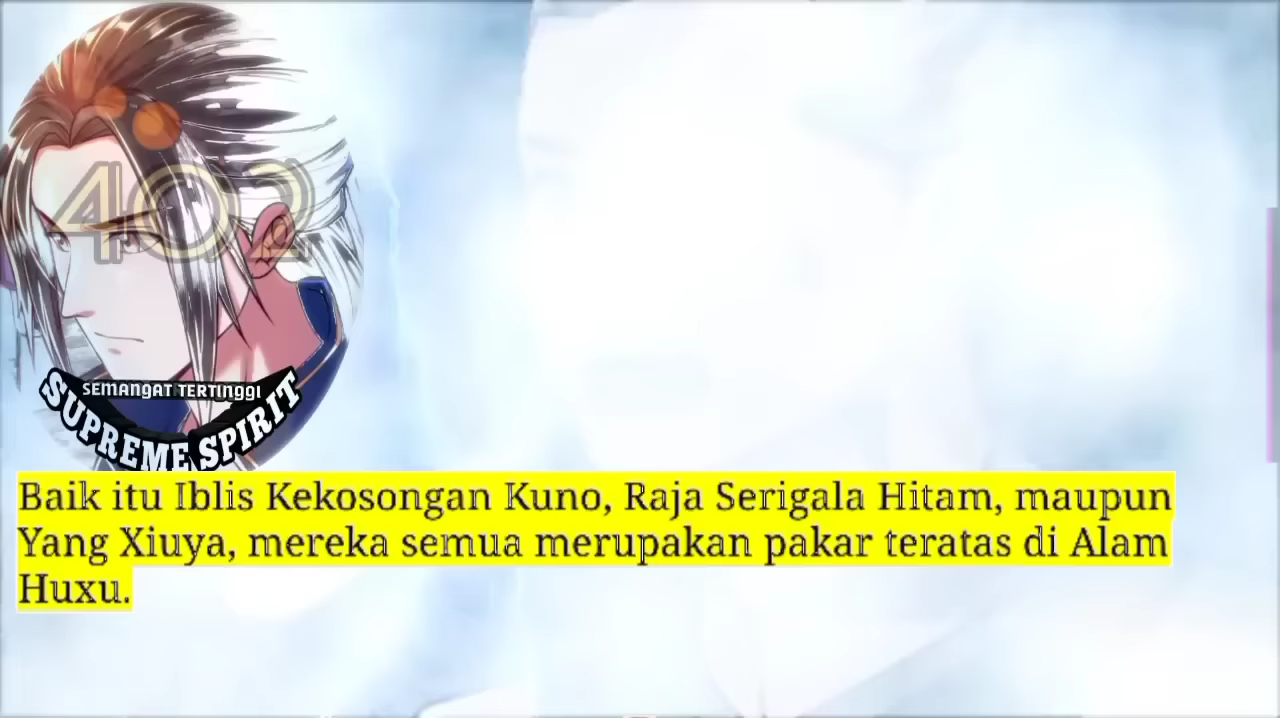 402
SEMANGAT TERTINGGI
SUPREME SPIRIT
Baik itu Iblis Kekosongan Kuno, Raja Serigala Hitam, maupun
Yang Xiuya, mereka semua merupakan pakar teratas di Alam
Huxu.